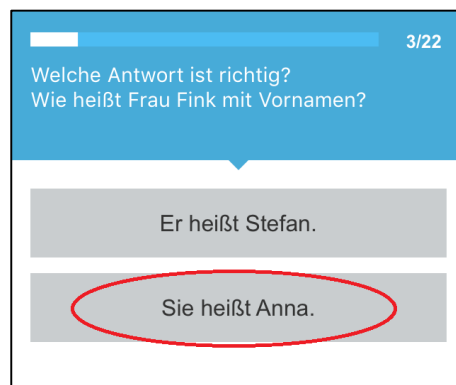 3/22
Welche Antwort ist richtig?
Wie heißt Frau Fink mit Vornamen?
Er heißt Stefan.
Sie heißt Anna.